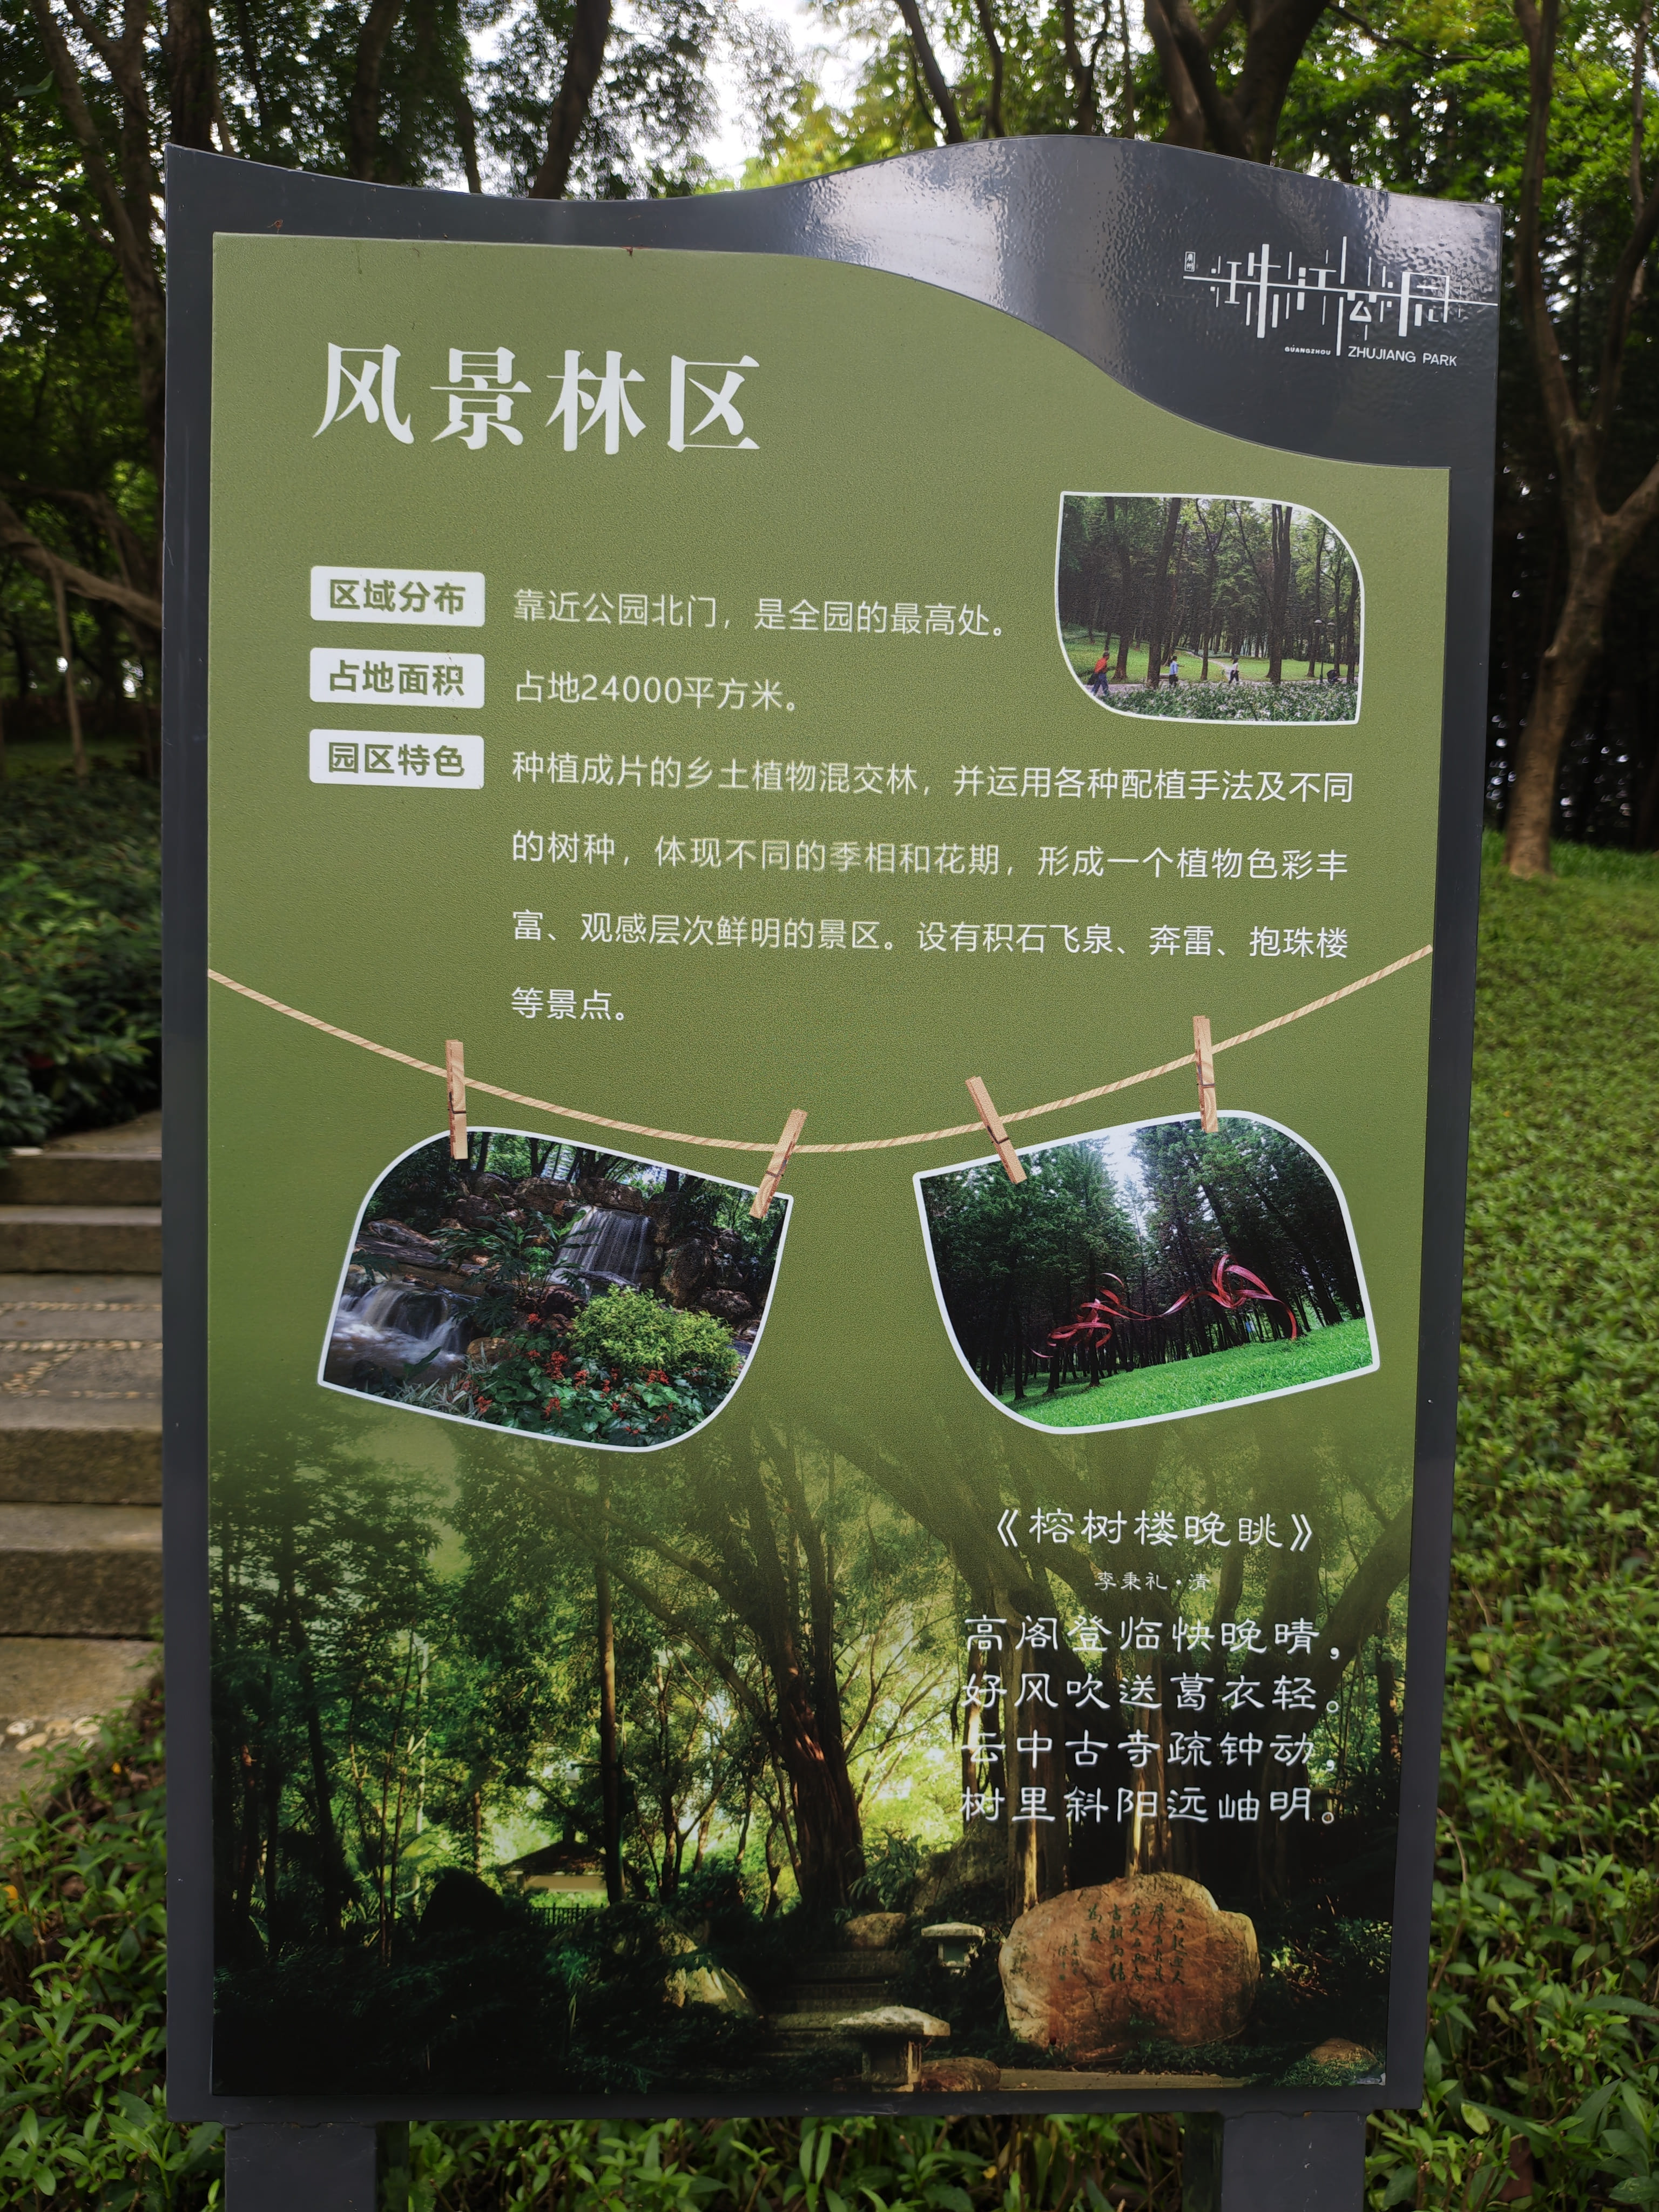 广州
珠江公园
GUANGZHOU ZHUJIANG PARK
风景林区
区域分布 靠近公园北门，是全园的最高处。
占地面积 占地24000平方米。
园区特色 种植成片的乡土植物混交林，并运用各种配植手法及不同
的树种，体现不同的季相和花期，形成一个植物色彩丰
富、观感层次鲜明的景区。设有积石飞泉、奔雷、抱珠楼
等景点。
《榕树楼晚眺》
李秉礼·清
高阁登临快晚晴，
好风吹送葛衣轻。
云中古寺疏钟动，
树里斜阳远岫明。